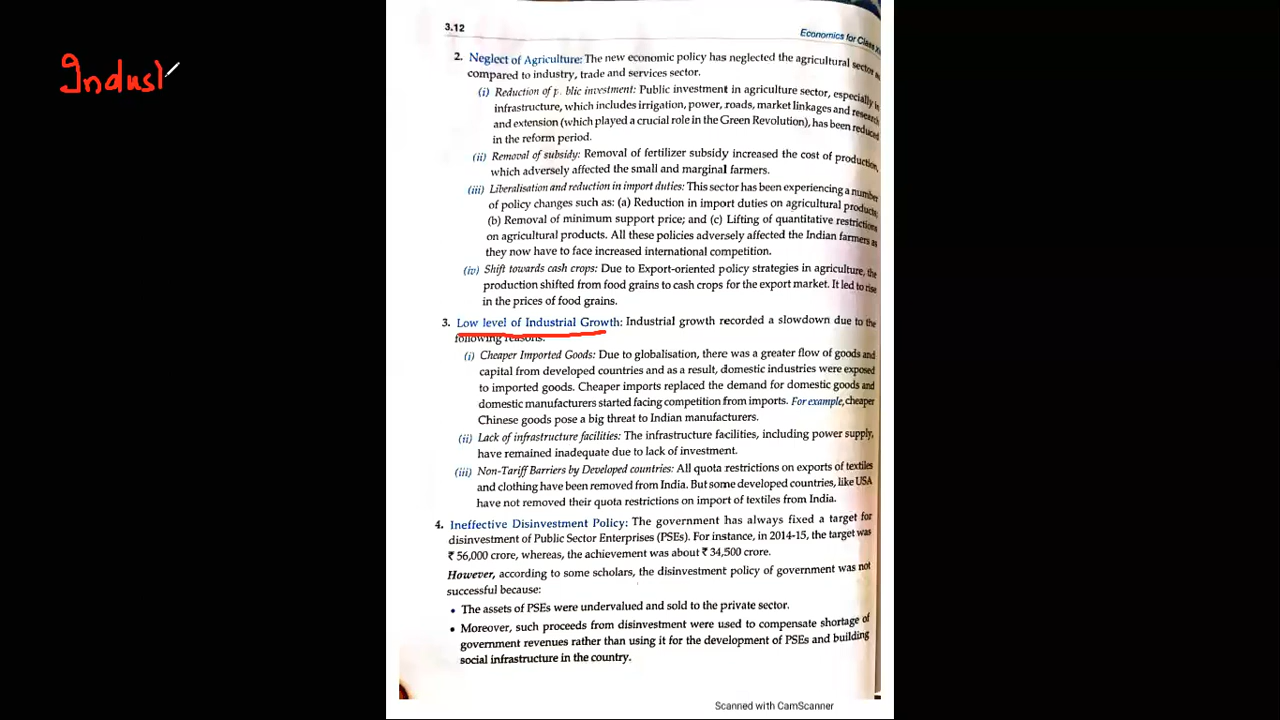 Indust
3.12
Economics for Class
2. Neglect of Agriculture: The new economic policy has neglected the agricultural sector as
compared to industry, trade and services sector.
(i) Reduction of p. blic investment: Public investment in agriculture sector, especially in
infrastructure, which includes irrigation, power, roads, market linkages and research
and extension (which played a crucial role in the Green Revolution), has been reduced
in the reform period.
(ii) Removal of subsidy: Removal of fertilizer subsidy increased the cost of production,
which adversely affected the small and marginal farmers.
(iii) Liberalisation and reduction in import duties: This sector has been experiencing a number
of policy changes such as: (a) Reduction in import duties on agricultural products;
(b) Removal of minimum support price; and (c) Lifting of quantitative restrictions
on agricultural products. All these policies adversely affected the Indian farmers as
they now have to face increased international competition.
(iv) Shift towards cash crops: Due to Export-oriented policy strategies in agriculture, the
production shifted from food grains to cash crops for the export market. It led to rise
in the prices of food grains.
3. Low level of Industrial Growth: Industrial growth recorded a slowdown due to the
following reasons:
(i) Cheaper Imported Goods: Due to globalisation, there was a greater flow of goods and
capital from developed countries and as a result, domestic industries were exposed
to imported goods. Cheaper imports replaced the demand for domestic goods and
domestic manufacturers started facing competition from imports. For example, cheaper
Chinese goods pose a big threat to Indian manufacturers.
(ii) Lack of infrastructure facilities: The infrastructure facilities, including power supply,
have remained inadequate due to lack of investment.
(iii) Non-Tariff Barriers by Developed countries: All quota restrictions on exports of textiles
and clothing have been removed from India. But some developed countries, like USA
have not removed their quota restrictions on import of textiles from India.
4. Ineffective Disinvestment Policy: The government has always fixed a target for
disinvestment of Public Sector Enterprises (PSEs). For instance, in 2014-15, the target was
₹ 56,000 crore, whereas, the achievement was about ₹ 34,500 crore.
However, according to some scholars, the disinvestment policy of government was not
successful because:
• The assets of PSEs were undervalued and sold to the private sector.
• Moreover, such proceeds from disinvestment were used to compensate shortage of
government revenues rather than using it for the development of PSEs and building
social infrastructure in the country.
Scanned with CamScanner